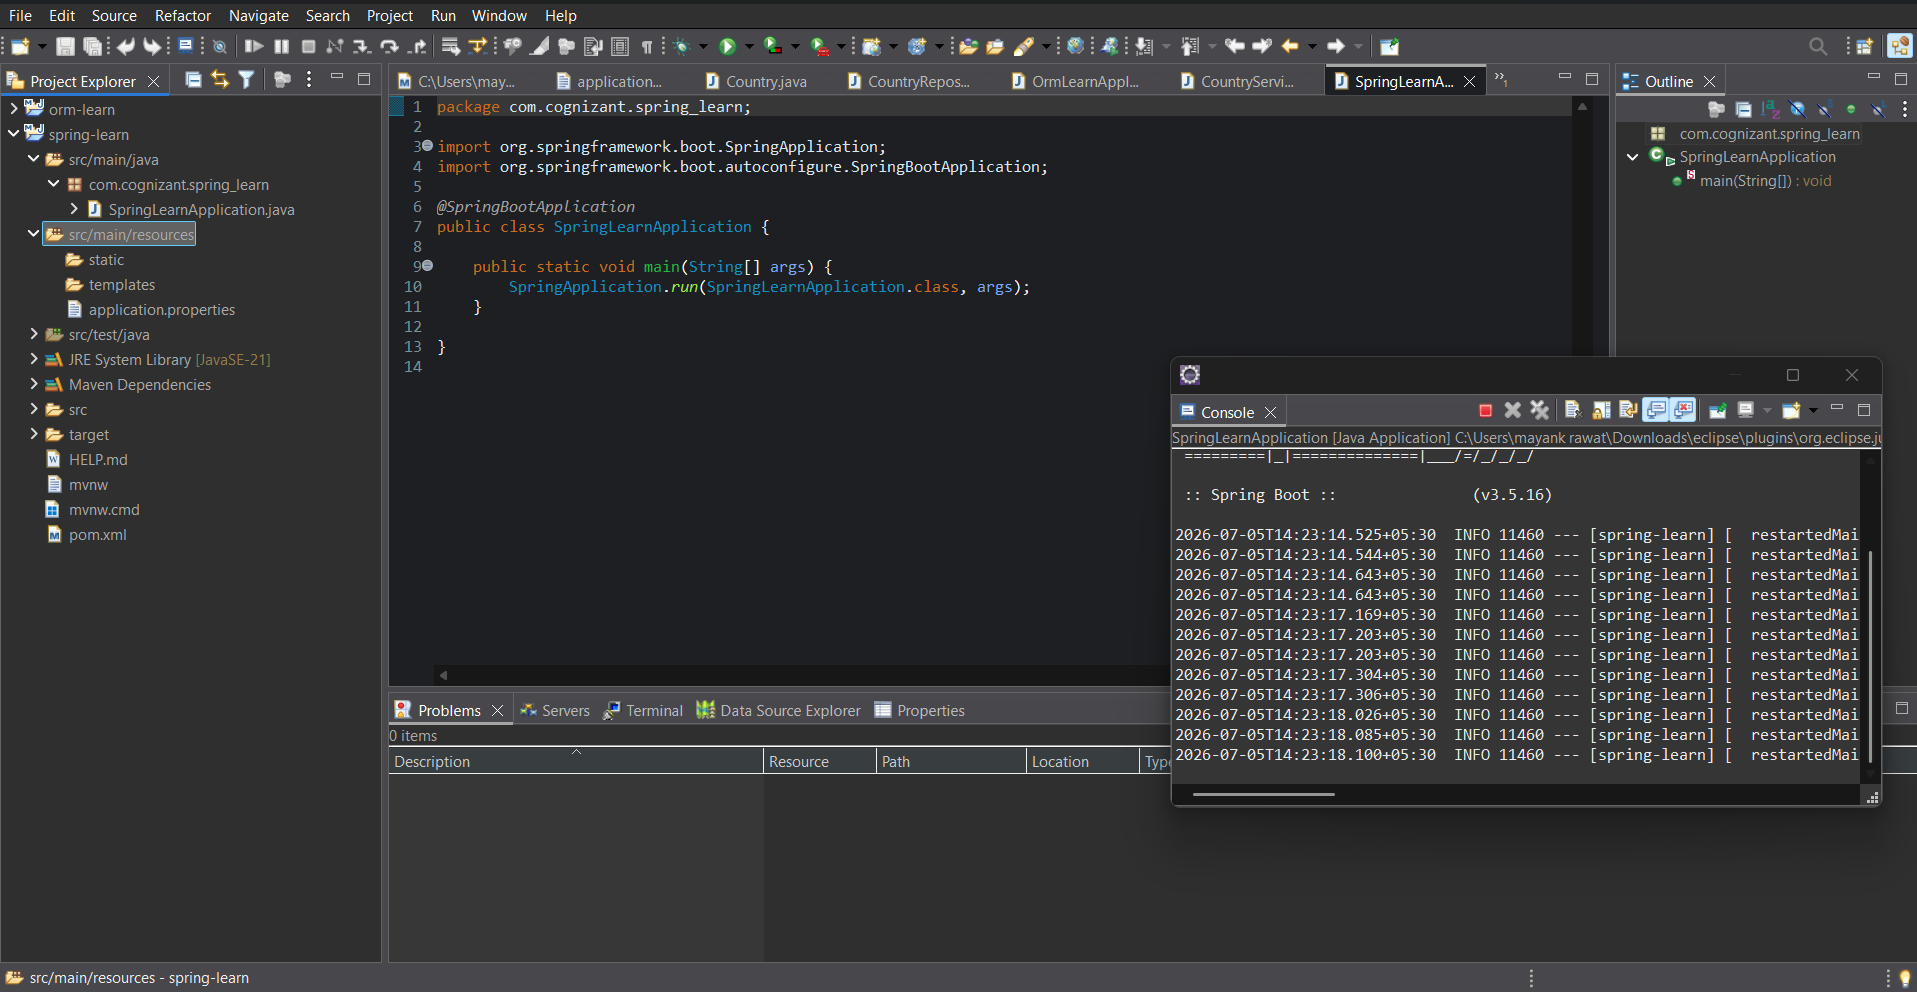 File Edit Source Refactor Navigate Search Project Run Window Help
Project Explorer
orm-learn
spring-learn
src/main/java
com.cognizant.spring_learn
SpringLearnApplication.java
src/main/resources
static
templates
application.properties
src/test/java
JRE System Library [JavaSE-21]
Maven Dependencies
src
target
HELP.md
mvnw
mvnw.cmd
pom.xml
C:\Users\may... application... Country.java CountryRepos... OrmLearnAppl... CountryServi... SpringLearnA... »1
1 package com.cognizant.spring_learn;
2
3 import org.springframework.boot.SpringApplication;
4 import org.springframework.boot.autoconfigure.SpringBootApplication;
5
6 @SpringBootApplication
7 public class SpringLearnApplication {
8
9 public static void main(String[] args) {
10 SpringApplication.run(SpringLearnApplication.class, args);
11 }
12
13 }
14
Outline
com.cognizant.spring_learn
SpringLearnApplication
main(String[]) : void
Console
SpringLearnApplication [Java Application] C:\Users\mayank rawat\Downloads\eclipse\plugins\org.eclipse.ju
=========|_|==============|___/=/_/_/_/
:: Spring Boot :: (v3.5.16)
2026-07-05T14:23:14.525+05:30 INFO 11460 --- [spring-learn] [ restartedMai
2026-07-05T14:23:14.544+05:30 INFO 11460 --- [spring-learn] [ restartedMai
2026-07-05T14:23:14.643+05:30 INFO 11460 --- [spring-learn] [ restartedMai
2026-07-05T14:23:14.643+05:30 INFO 11460 --- [spring-learn] [ restartedMai
2026-07-05T14:23:17.169+05:30 INFO 11460 --- [spring-learn] [ restartedMai
2026-07-05T14:23:17.203+05:30 INFO 11460 --- [spring-learn] [ restartedMai
2026-07-05T14:23:17.203+05:30 INFO 11460 --- [spring-learn] [ restartedMai
2026-07-05T14:23:17.304+05:30 INFO 11460 --- [spring-learn] [ restartedMai
2026-07-05T14:23:17.306+05:30 INFO 11460 --- [spring-learn] [ restartedMai
2026-07-05T14:23:18.026+05:30 INFO 11460 --- [spring-learn] [ restartedMai
2026-07-05T14:23:18.085+05:30 INFO 11460 --- [spring-learn] [ restartedMai
2026-07-05T14:23:18.100+05:30 INFO 11460 --- [spring-learn] [ restartedMai
Problems Servers Terminal Data Source Explorer Properties
0 items
Description Resource Path Location Type
src/main/resources - spring-learn